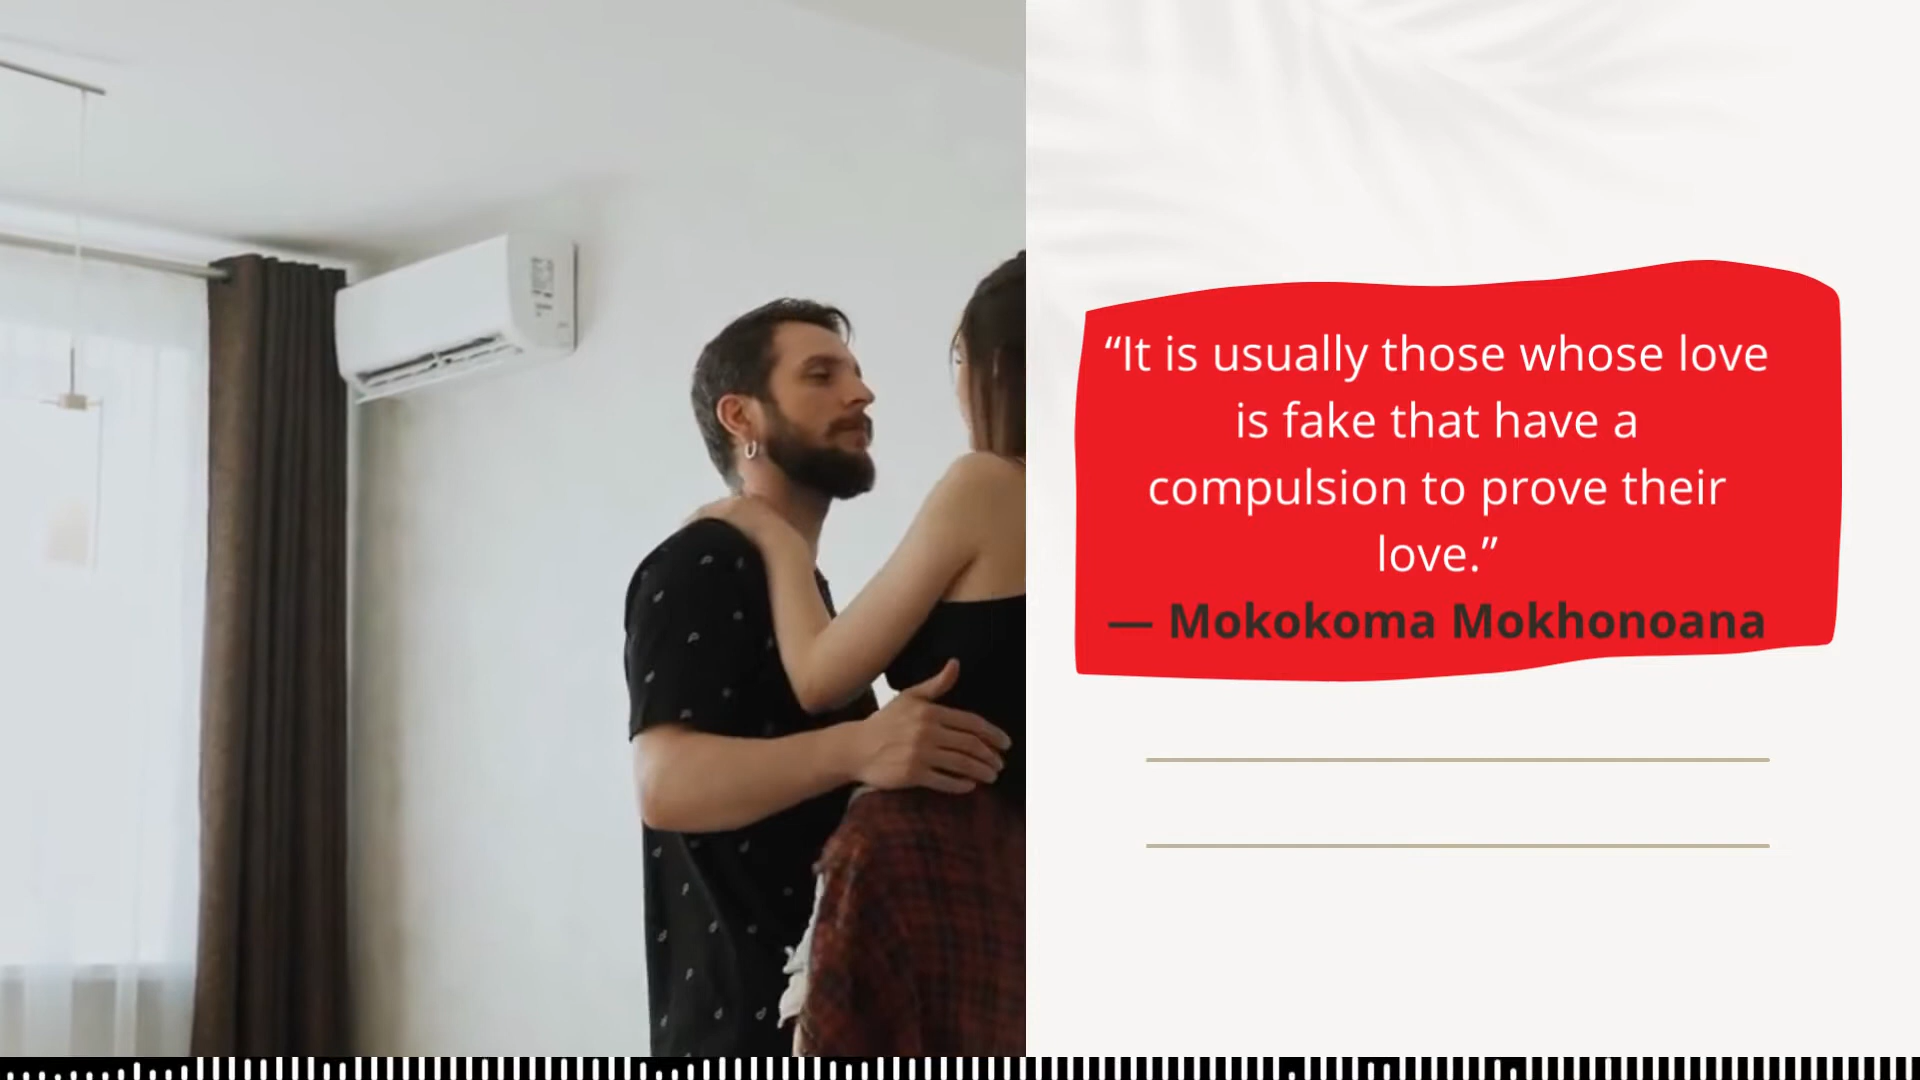 “It is usually those whose love
is fake that have a
compulsion to prove their
love.”
— Mokokoma Mokhonoana